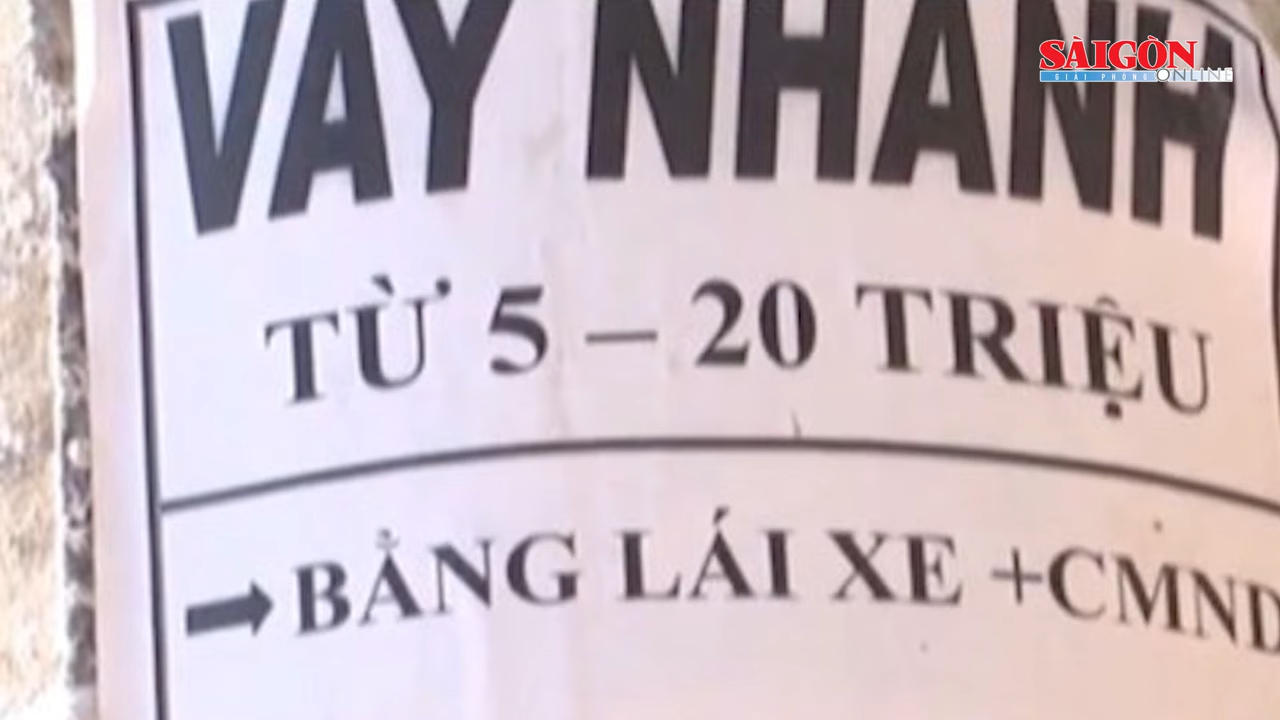 VAY NHANH
SÀIGÒN
GIẢI PHÓNG ONLINE
TỪ 5 – 20 TRIỆU
BẰNG LÁI XE +CMND